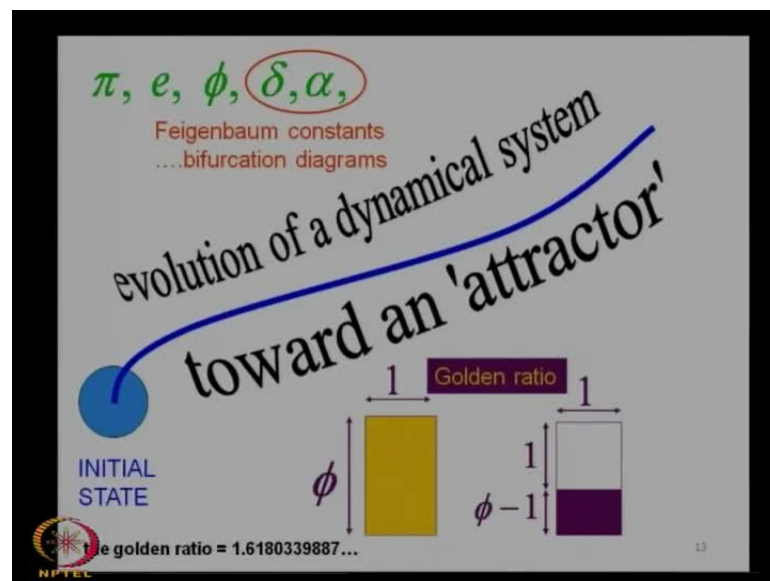 π, e, ϕ, δ, α,
Feigenbaum constants
....bifurcation diagrams
evolution of a dynamical system
toward an 'attractor'
INITIAL
STATE
Golden ratio
1
ϕ
1
1
ϕ − 1
the golden ratio = 1.6180339887...
13
NPTEL